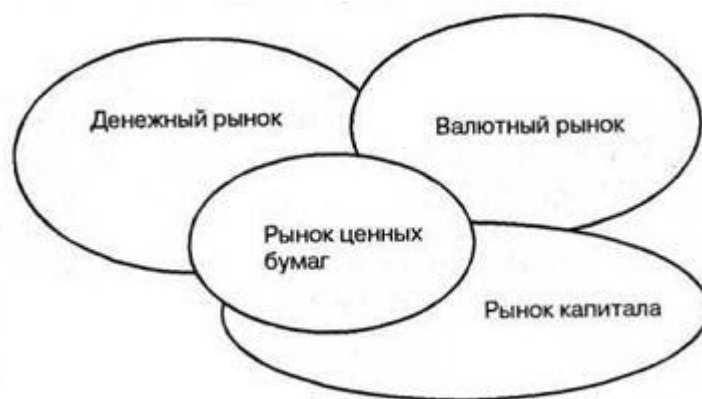 Денежный рынок
Валютный рынок
Рынок ценных
бумаг
Рынок капитала